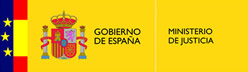 GOBIERNO
DE ESPAÑA
MINISTERIO
DE JUSTICIA